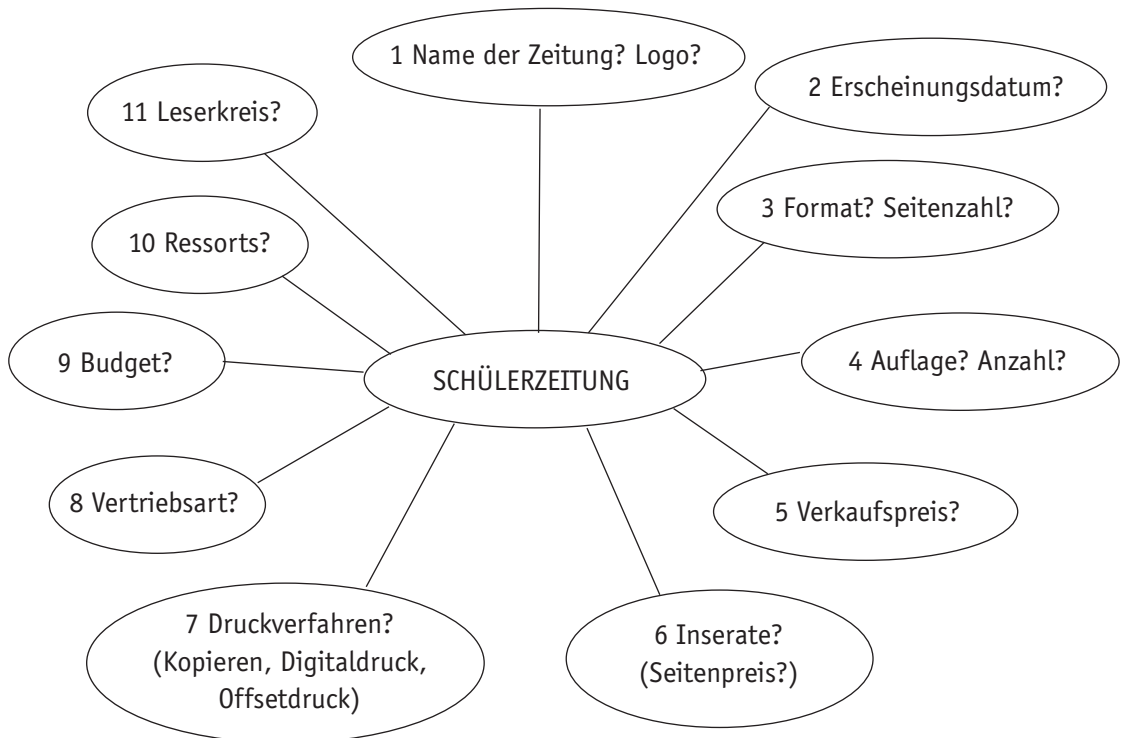 1 Name der Zeitung? Logo?
2 Erscheinungsdatum?
3 Format? Seitenzahl?
4 Auflage? Anzahl?
5 Verkaufspreis?
6 Inserate?
(Seitenpreis?)
7 Druckverfahren?
(Kopieren, Digitaldruck,
Offsetdruck)
8 Vertriebsart?
9 Budget?
10 Ressorts?
11 Leserkreis?
SCHÜLERZEITUNG